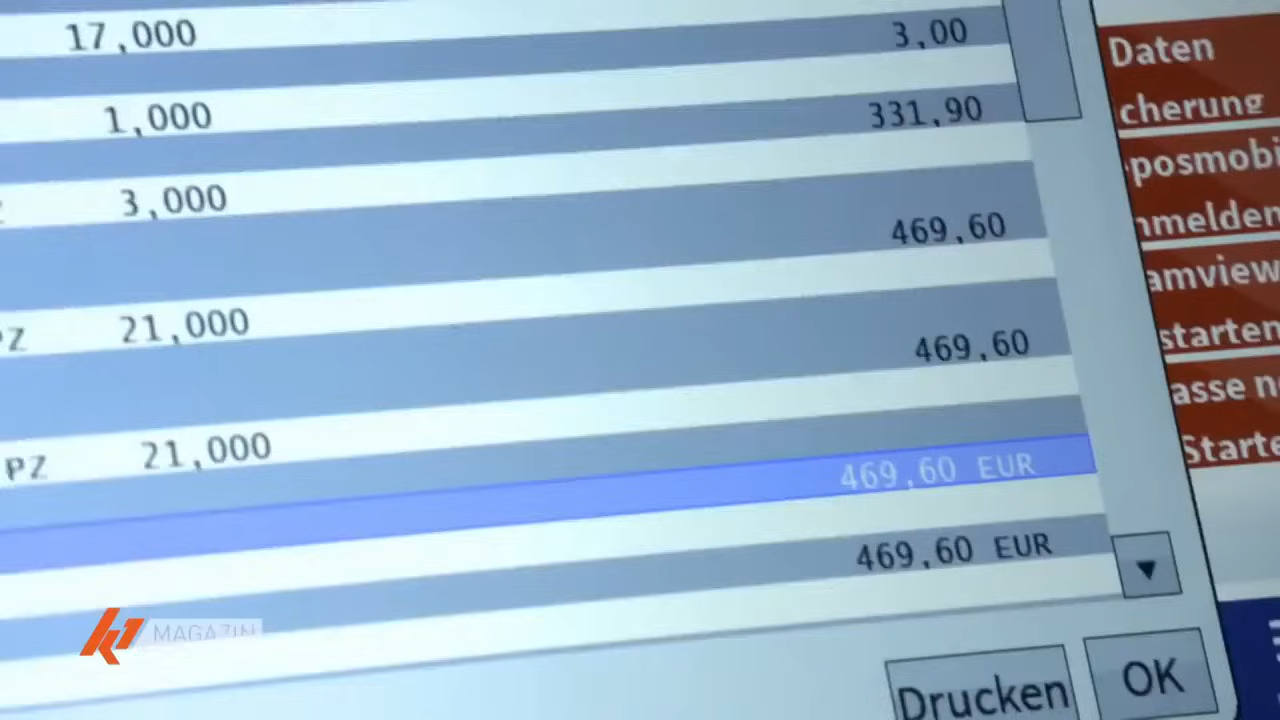 17,000 3,00
1,000 331,90
3,000
469,60
PZ 21,000
469,60
PZ 21,000
469,60 EUR
469,60 EUR
Drucken OK
Daten
cherung
posmobi
nmelden
amview
starten
asse n
Starte
K1 MAGAZIN